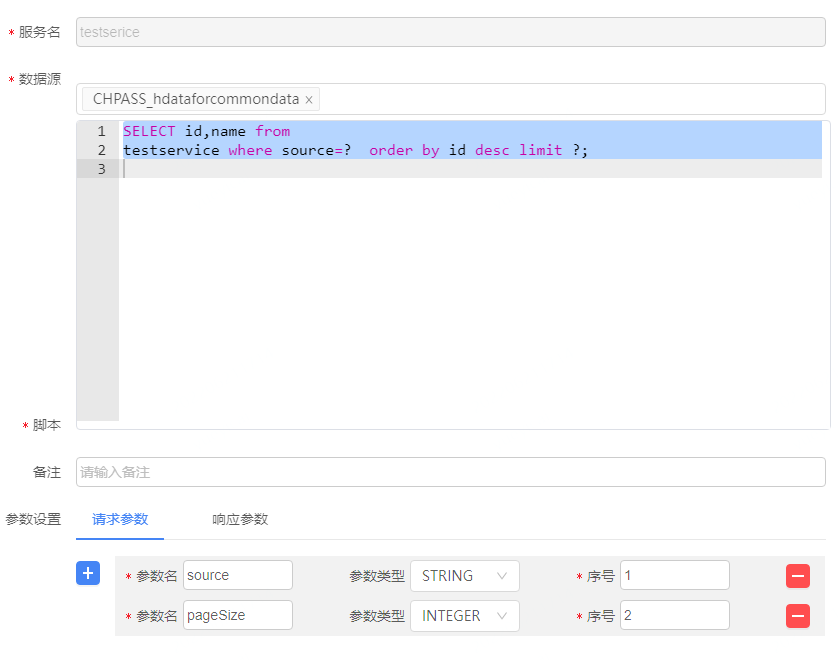 * 服务名 testserice
* 数据源
CHPASS_hdataforcommondata ×
1 SELECT id,name from
2 testservice where source=?  order by id desc limit ?;
3
* 脚本
备注 请输入备注
参数设置 请求参数 响应参数
+ * 参数名 source 参数类型 STRING * 序号 1
* 参数名 pageSize 参数类型 INTEGER * 序号 2